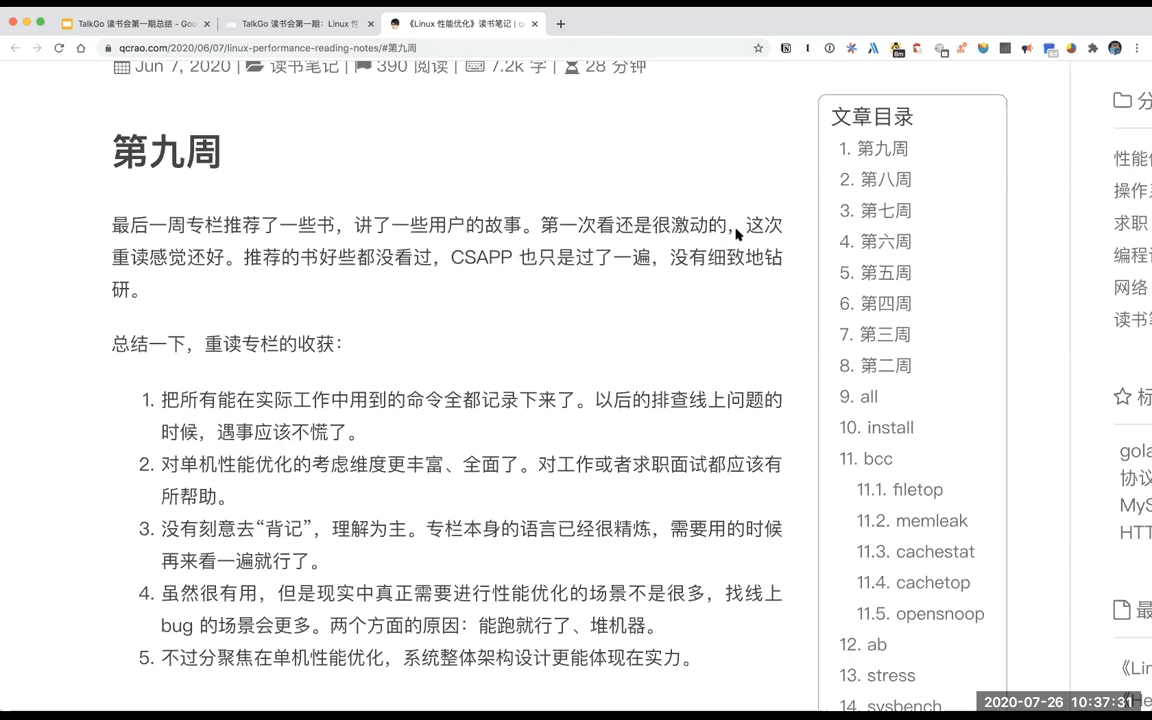 TalkGo 读书会第一期总结 - Goo
TalkGo 读书会第一期：Linux 性
《Linux 性能优化》读书笔记 | q
qcrao.com/2020/06/07/linux-performance-reading-notes/#第九周
Jun 7, 2020 | 读书笔记 | 390 阅读 | 7.2k 字 | 28 分钟
第九周
最后一周专栏推荐了一些书，讲了一些用户的故事。第一次看还是很激动的，这次
重读感觉还好。推荐的书好些都没看过，CSAPP 也只是过了一遍，没有细致地钻
研。
总结一下，重读专栏的收获：
1. 把所有能在实际工作中用到的命令全都记录下来了。以后的排查线上问题的
时候，遇事应该不慌了。
2. 对单机性能优化的考虑维度更丰富、全面了。对工作或者求职面试都应该有
所帮助。
3. 没有刻意去“背记”，理解为主。专栏本身的语言已经很精炼，需要用的时候
再来看一遍就行了。
4. 虽然很有用，但是现实中真正需要进行性能优化的场景不是很多，找线上
bug 的场景会更多。两个方面的原因：能跑就行了、堆机器。
5. 不过分聚焦在单机性能优化，系统整体架构设计更能体现在实力。
文章目录
1. 第九周
2. 第八周
3. 第七周
4. 第六周
5. 第五周
6. 第四周
7. 第三周
8. 第二周
9. all
10. install
11. bcc
11.1. filetop
11.2. memleak
11.3. cachestat
11.4. cachetop
11.5. opensnoop
12. ab
13. stress
14. sysbench
分
性能
操作
求职
编程
网络
读书
标
gola
协议
MyS
HTT
最
《Lin
2020-07-26 10:37:31